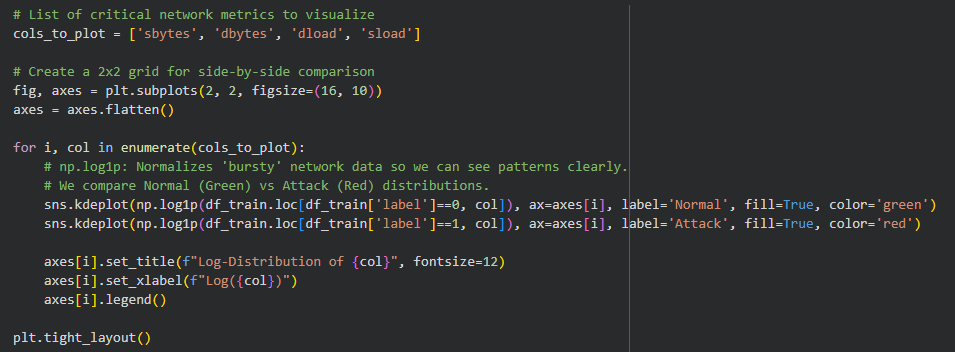 # List of critical network metrics to visualize
cols_to_plot = ['sbytes', 'dbytes', 'dload', 'sload']

# Create a 2x2 grid for side-by-side comparison
fig, axes = plt.subplots(2, 2, figsize=(16, 10))
axes = axes.flatten()

for i, col in enumerate(cols_to_plot):
    # np.log1p: Normalizes 'bursty' network data so we can see patterns clearly.
    # We compare Normal (Green) vs Attack (Red) distributions.
    sns.kdeplot(np.log1p(df_train.loc[df_train['label']==0, col]), ax=axes[i], label='Normal', fill=True, color='green')
    sns.kdeplot(np.log1p(df_train.loc[df_train['label']==1, col]), ax=axes[i], label='Attack', fill=True, color='red')

    axes[i].set_title(f"Log-Distribution of {col}", fontsize=12)
    axes[i].set_xlabel(f"Log({col})")
    axes[i].legend()

plt.tight_layout()